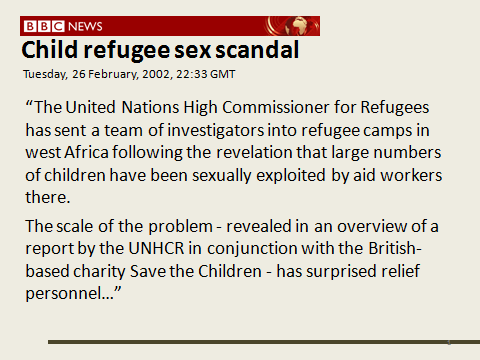 BBC NEWS
Child refugee sex scandal
Tuesday, 26 February, 2002, 22:33 GMT
“The United Nations High Commissioner for Refugees
has sent a team of investigators into refugee camps in
west Africa following the revelation that large numbers
of children have been sexually exploited by aid workers
there.
The scale of the problem - revealed in an overview of a
report by the UNHCR in conjunction with the British-
based charity Save the Children - has surprised relief
personnel…”